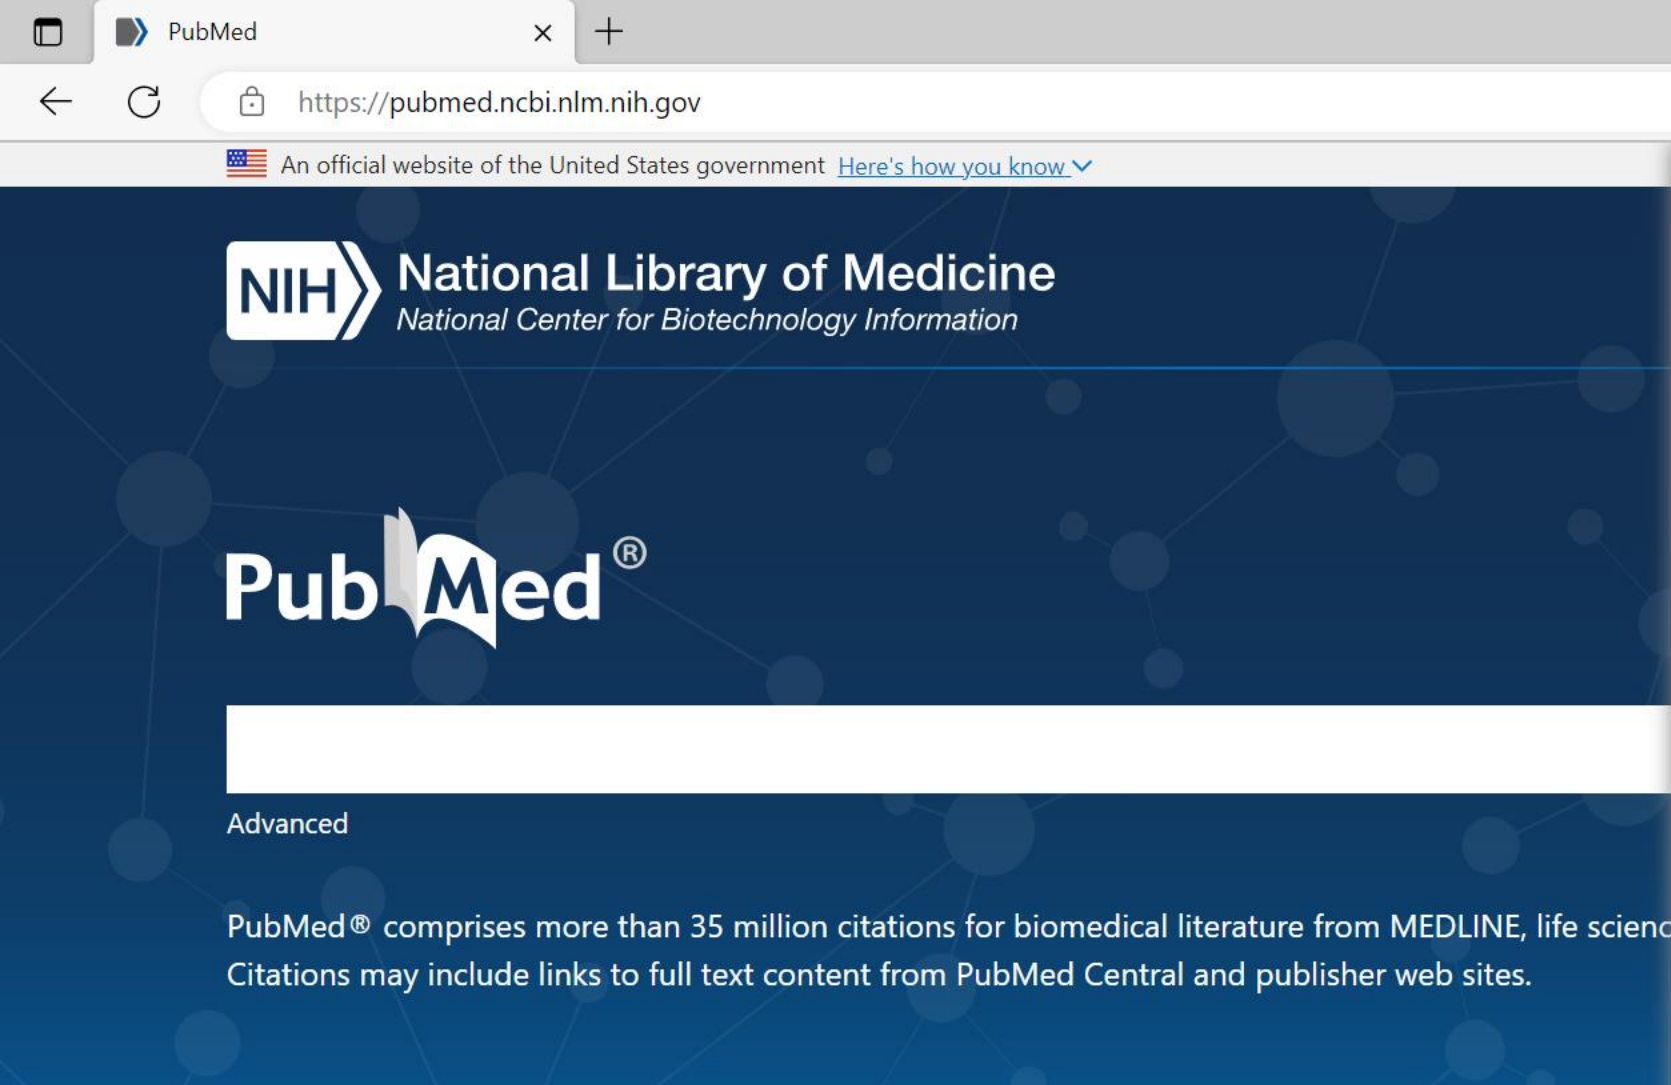 PubMed
https://pubmed.ncbi.nlm.nih.gov
An official website of the United States government Here's how you know
NIH National Library of Medicine
National Center for Biotechnology Information
PubMed®
Advanced
PubMed® comprises more than 35 million citations for biomedical literature from MEDLINE, life scienc
Citations may include links to full text content from PubMed Central and publisher web sites.